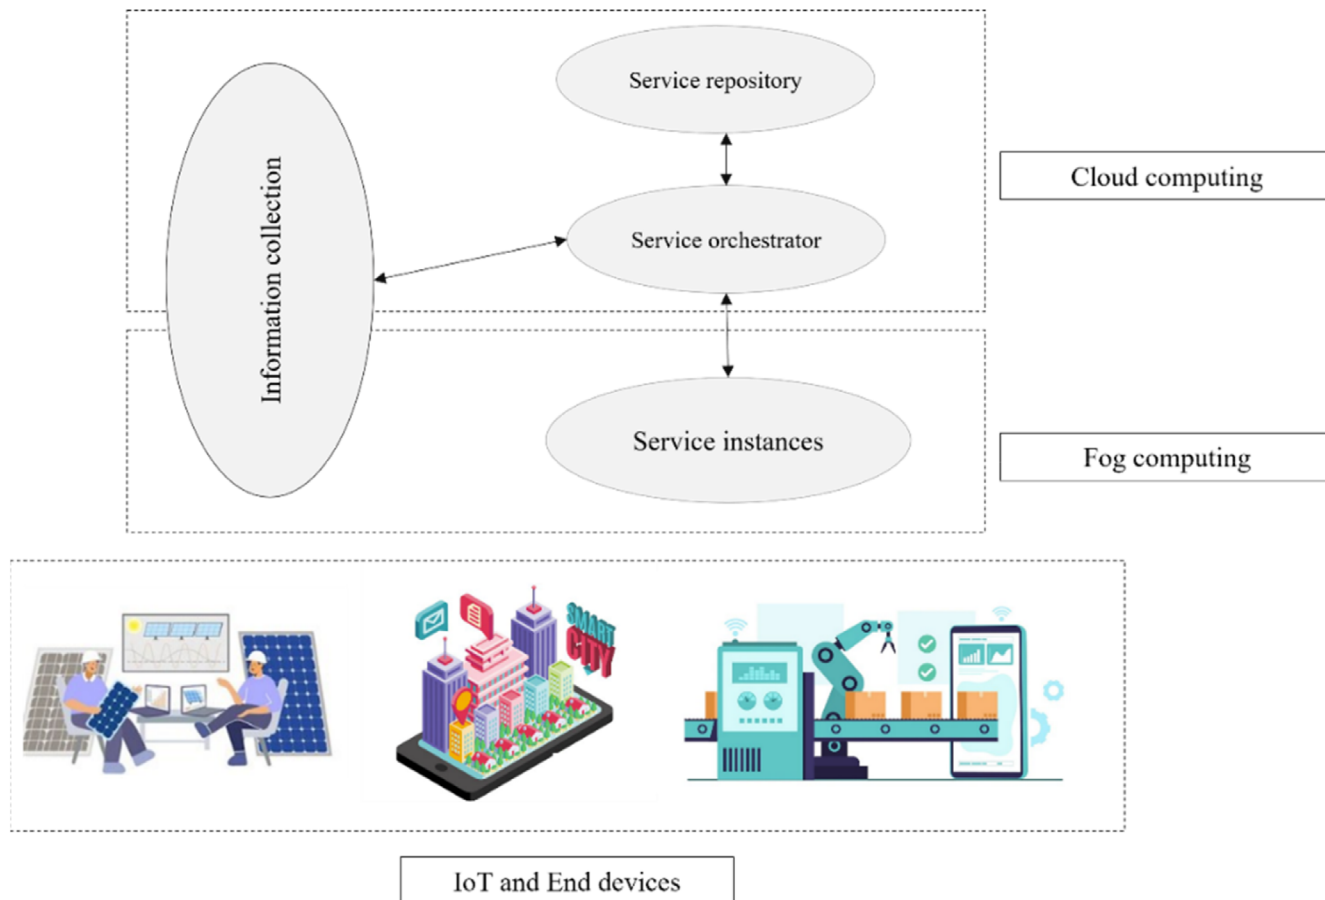 Service repository
Information collection
Service orchestrator
Cloud computing
Service instances
Fog computing
SMART
CITY
IoT and End devices